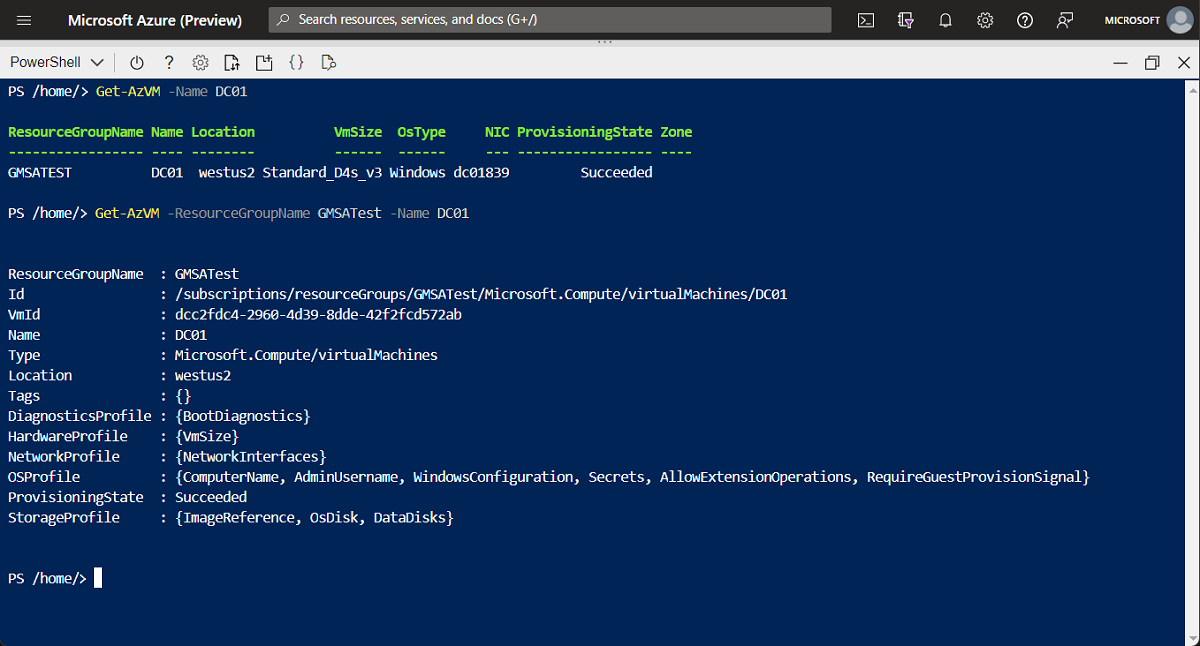 Microsoft Azure (Preview) Search resources, services, and docs (G+/) MICROSOFT
PowerShell
PS /home/> Get-AzVM -Name DC01
ResourceGroupName Name Location VmSize OsType NIC ProvisioningState Zone
----------------- ---- -------- ------ ------ --- ----------------- ----
GMSATEST DC01 westus2 Standard_D4s_v3 Windows dc01839 Succeeded
PS /home/> Get-AzVM -ResourceGroupName GMSATest -Name DC01
ResourceGroupName : GMSATest
Id : /subscriptions/resourceGroups/GMSATest/Microsoft.Compute/virtualMachines/DC01
VmId : dcc2fdc4-2960-4d39-8dde-42f2fcd572ab
Name : DC01
Type : Microsoft.Compute/virtualMachines
Location : westus2
Tags : {}
DiagnosticsProfile : {BootDiagnostics}
HardwareProfile : {VmSize}
NetworkProfile : {NetworkInterfaces}
OSProfile : {ComputerName, AdminUsername, WindowsConfiguration, Secrets, AllowExtensionOperations, RequireGuestProvisionSignal}
ProvisioningState : Succeeded
StorageProfile : {ImageReference, OsDisk, DataDisks}
PS /home/>